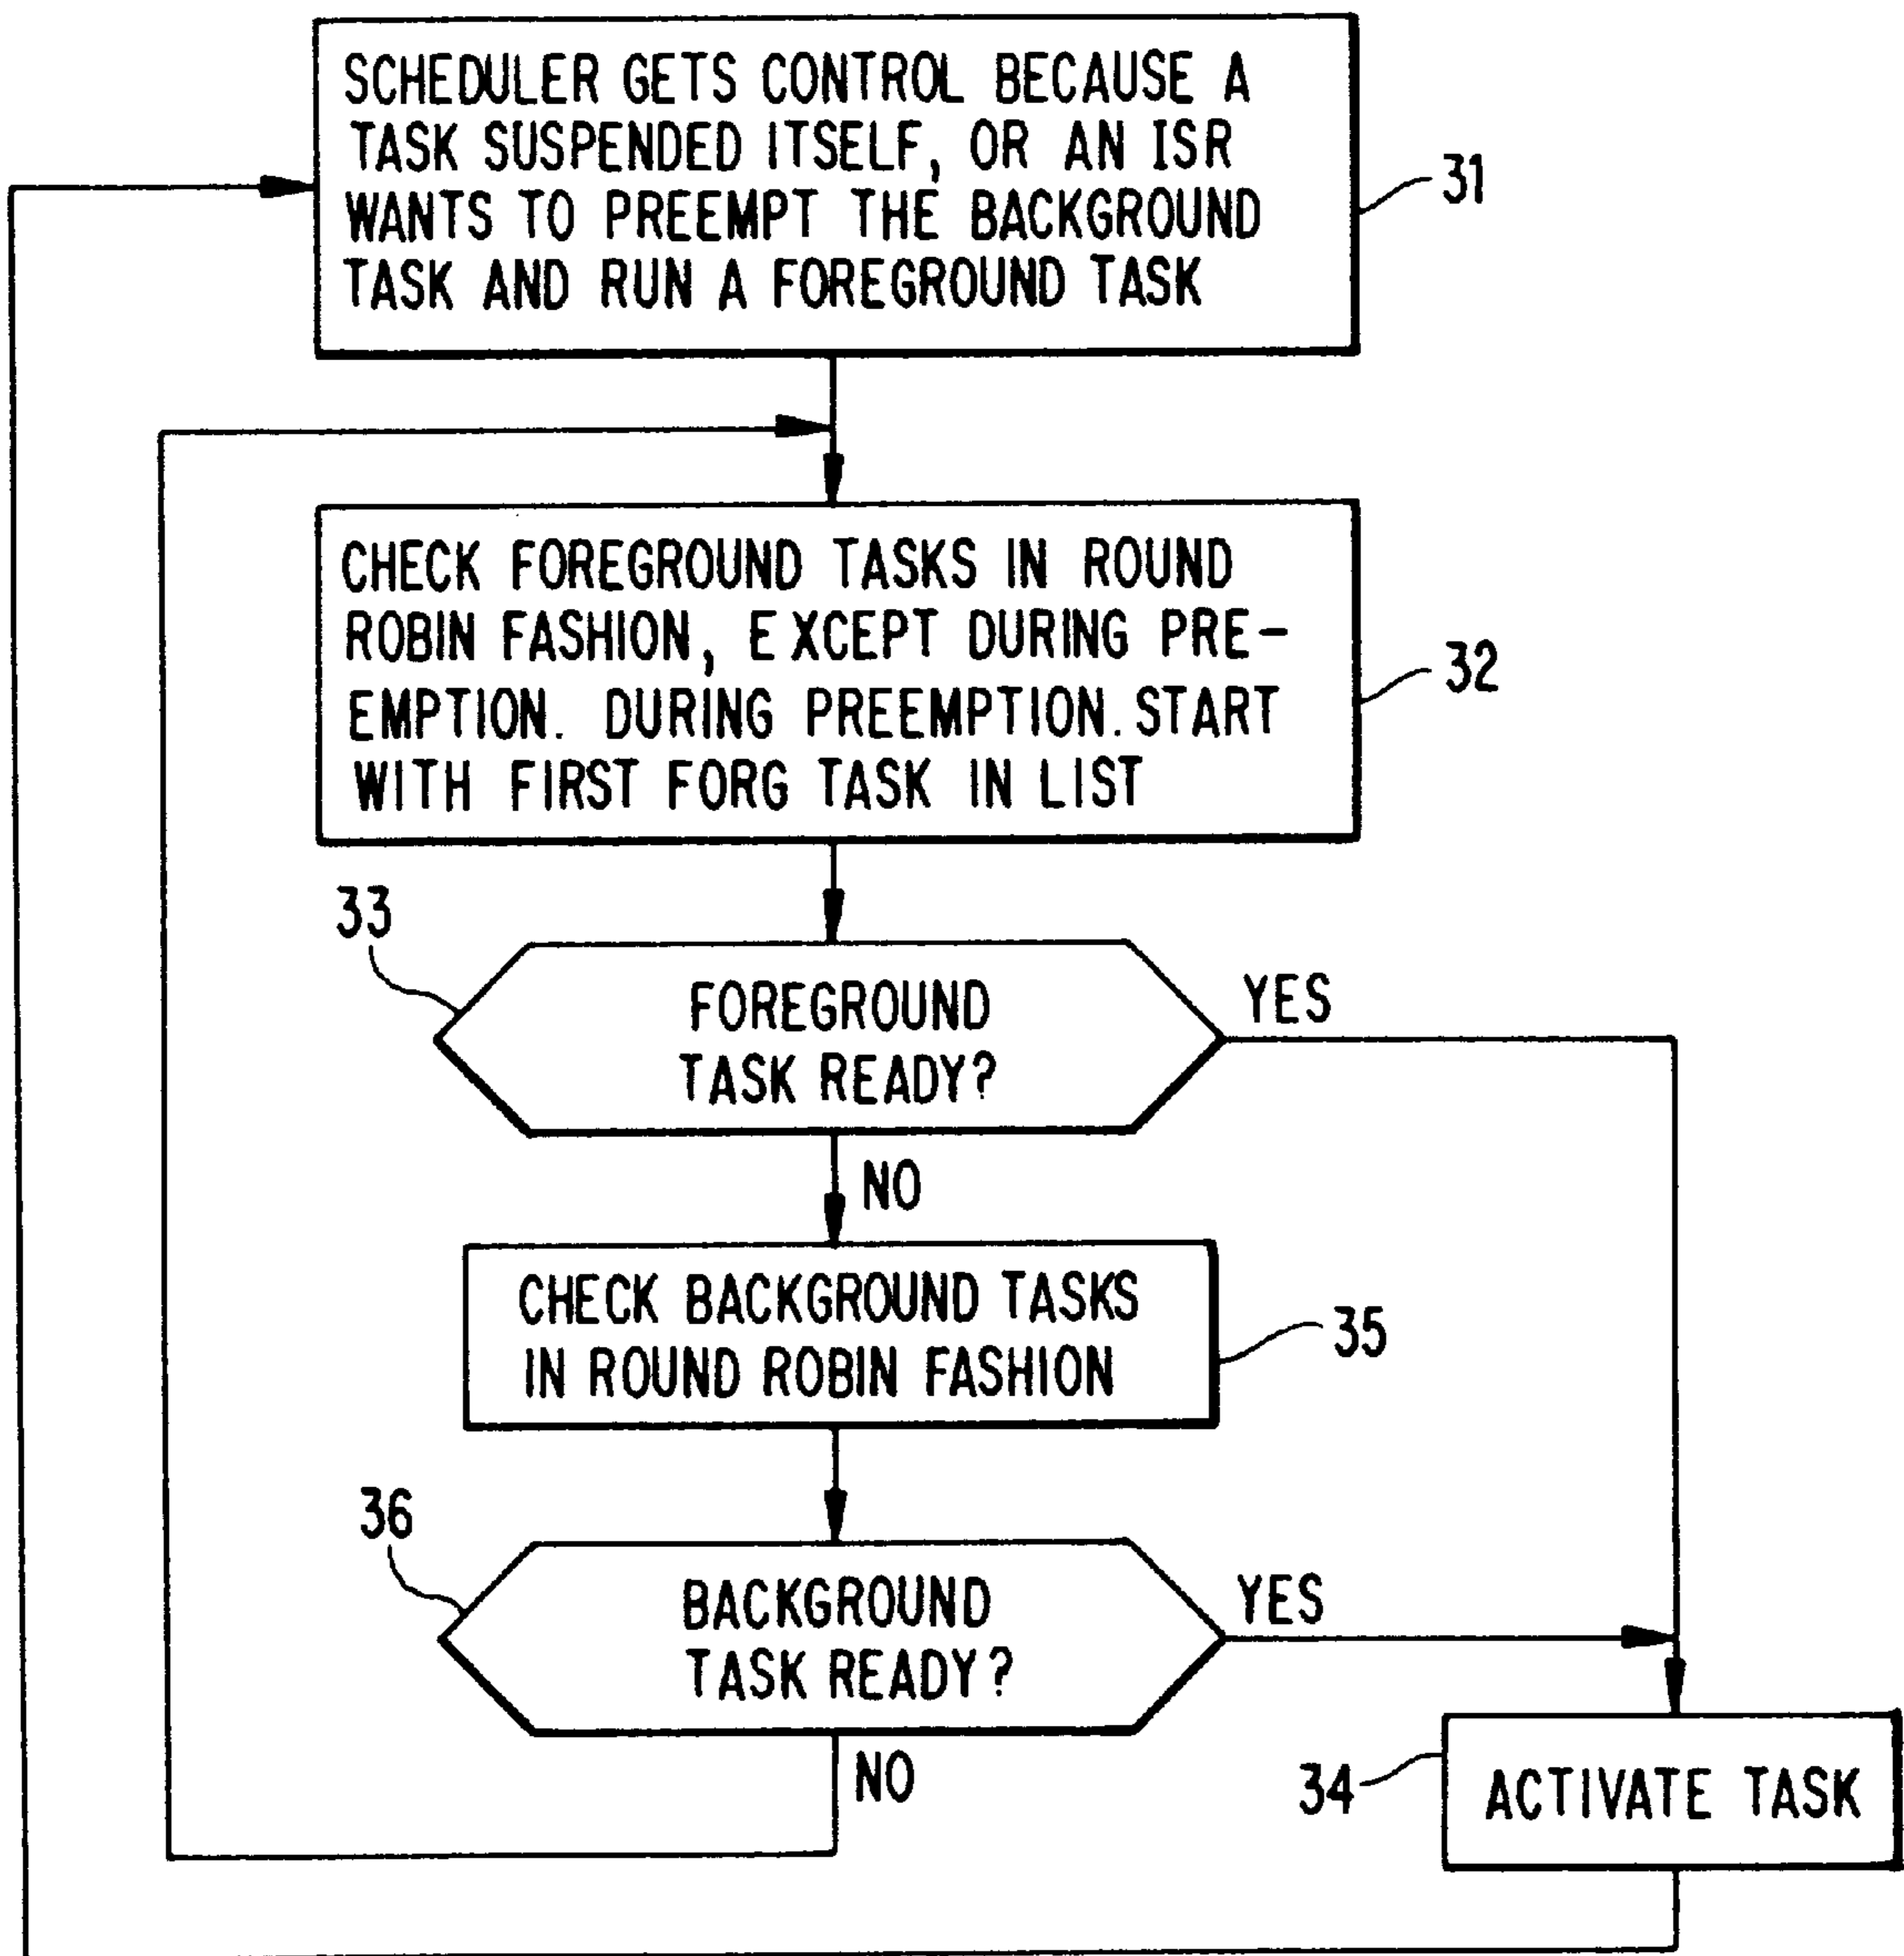 SCHEDULER GETS CONTROL BECAUSE A
TASK SUSPENDED ITSELF, OR AN ISR
WANTS TO PREEMPT THE BACKGROUND
TASK AND RUN A FOREGROUND TASK
31
CHECK FOREGROUND TASKS IN ROUND
ROBIN FASHION, EXCEPT DURING PRE-
EMPTION. DURING PREEMPTION. START
WITH FIRST FORG TASK IN LIST
32
33
FOREGROUND
TASK READY?
YES
NO
CHECK BACKGROUND TASKS
IN ROUND ROBIN FASHION
35
36
BACKGROUND
TASK READY?
YES
NO
34
ACTIVATE TASK